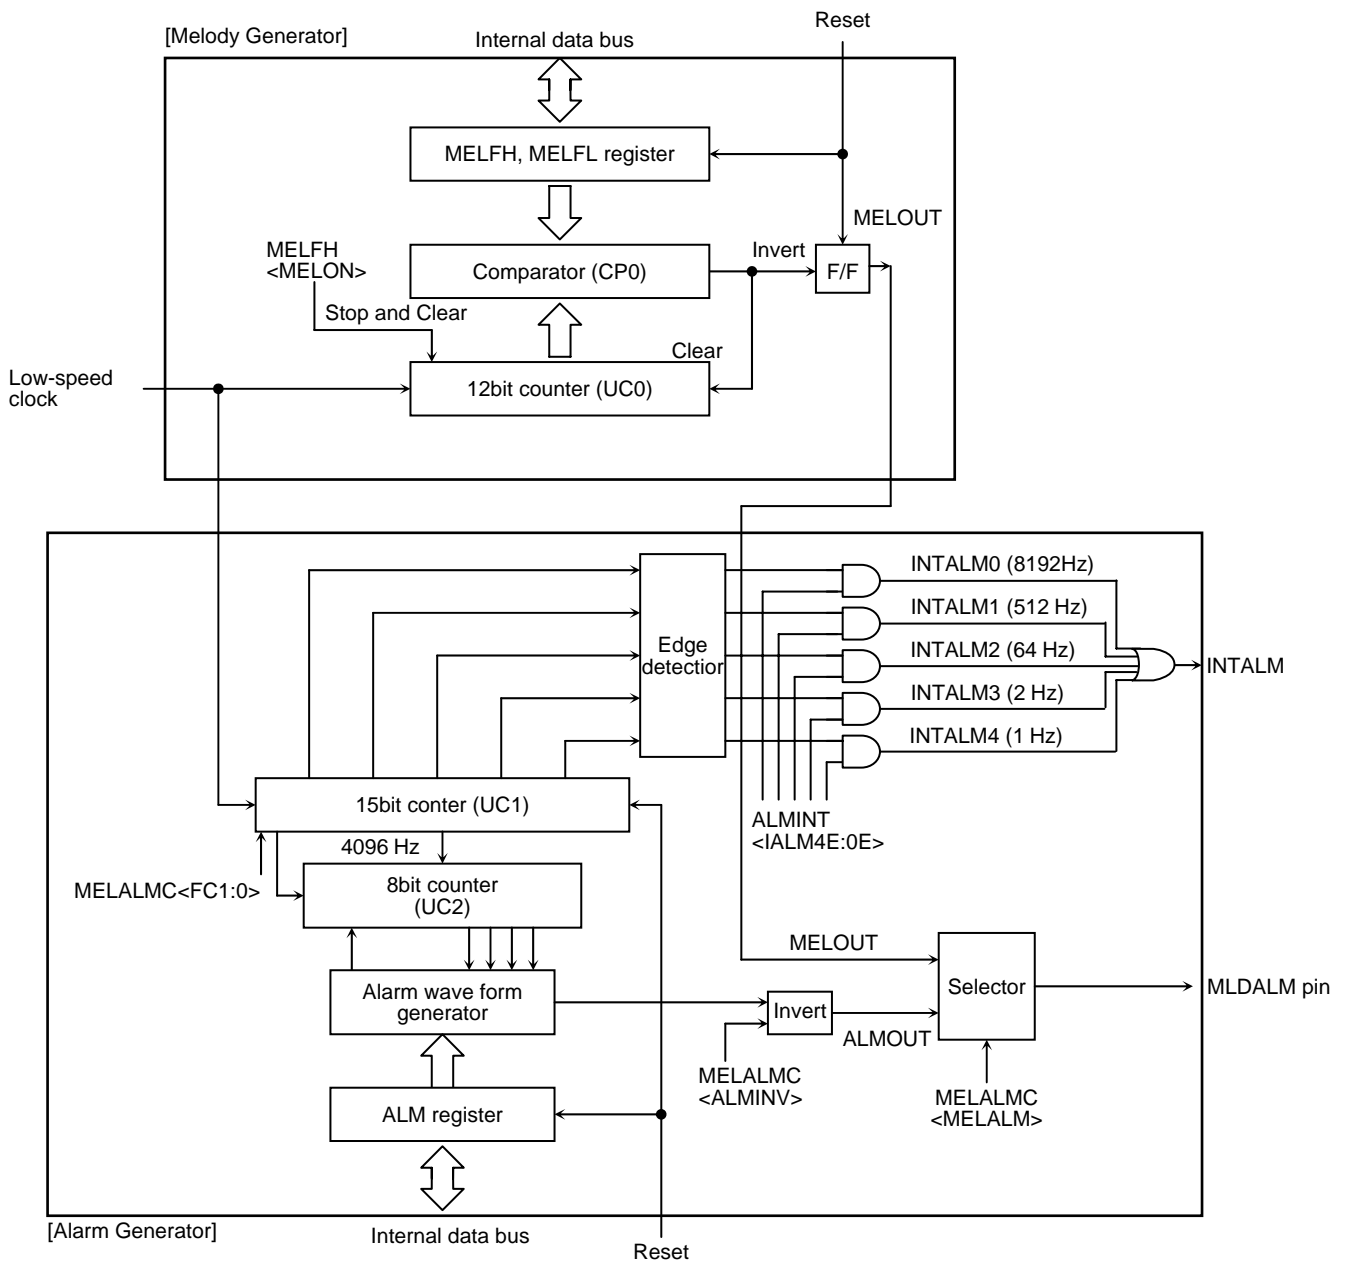 Reset
[Melody Generator]
Internal data bus
MELFH, MELFL register
MELOUT
MELFH
<MELON>
Invert
Comparator (CP0)
F/F
Stop and Clear
Clear
Low-speed
clock
12bit counter (UC0)
INTALM0 (8192Hz)
INTALM1 (512 Hz)
Edge
detection
INTALM2 (64 Hz)
INTALM
INTALM3 (2 Hz)
INTALM4 (1 Hz)
15bit conter (UC1)
ALMINT
<IALM4E:0E>
4096 Hz
MELALMC<FC1:0>
8bit counter
(UC2)
MELOUT
Alarm wave form
generator
Selector
MLDALM pin
Invert
ALMOUT
MELALMC
<ALMINV>
MELALMC
<MELALM>
ALM register
[Alarm Generator]
Internal data bus
Reset